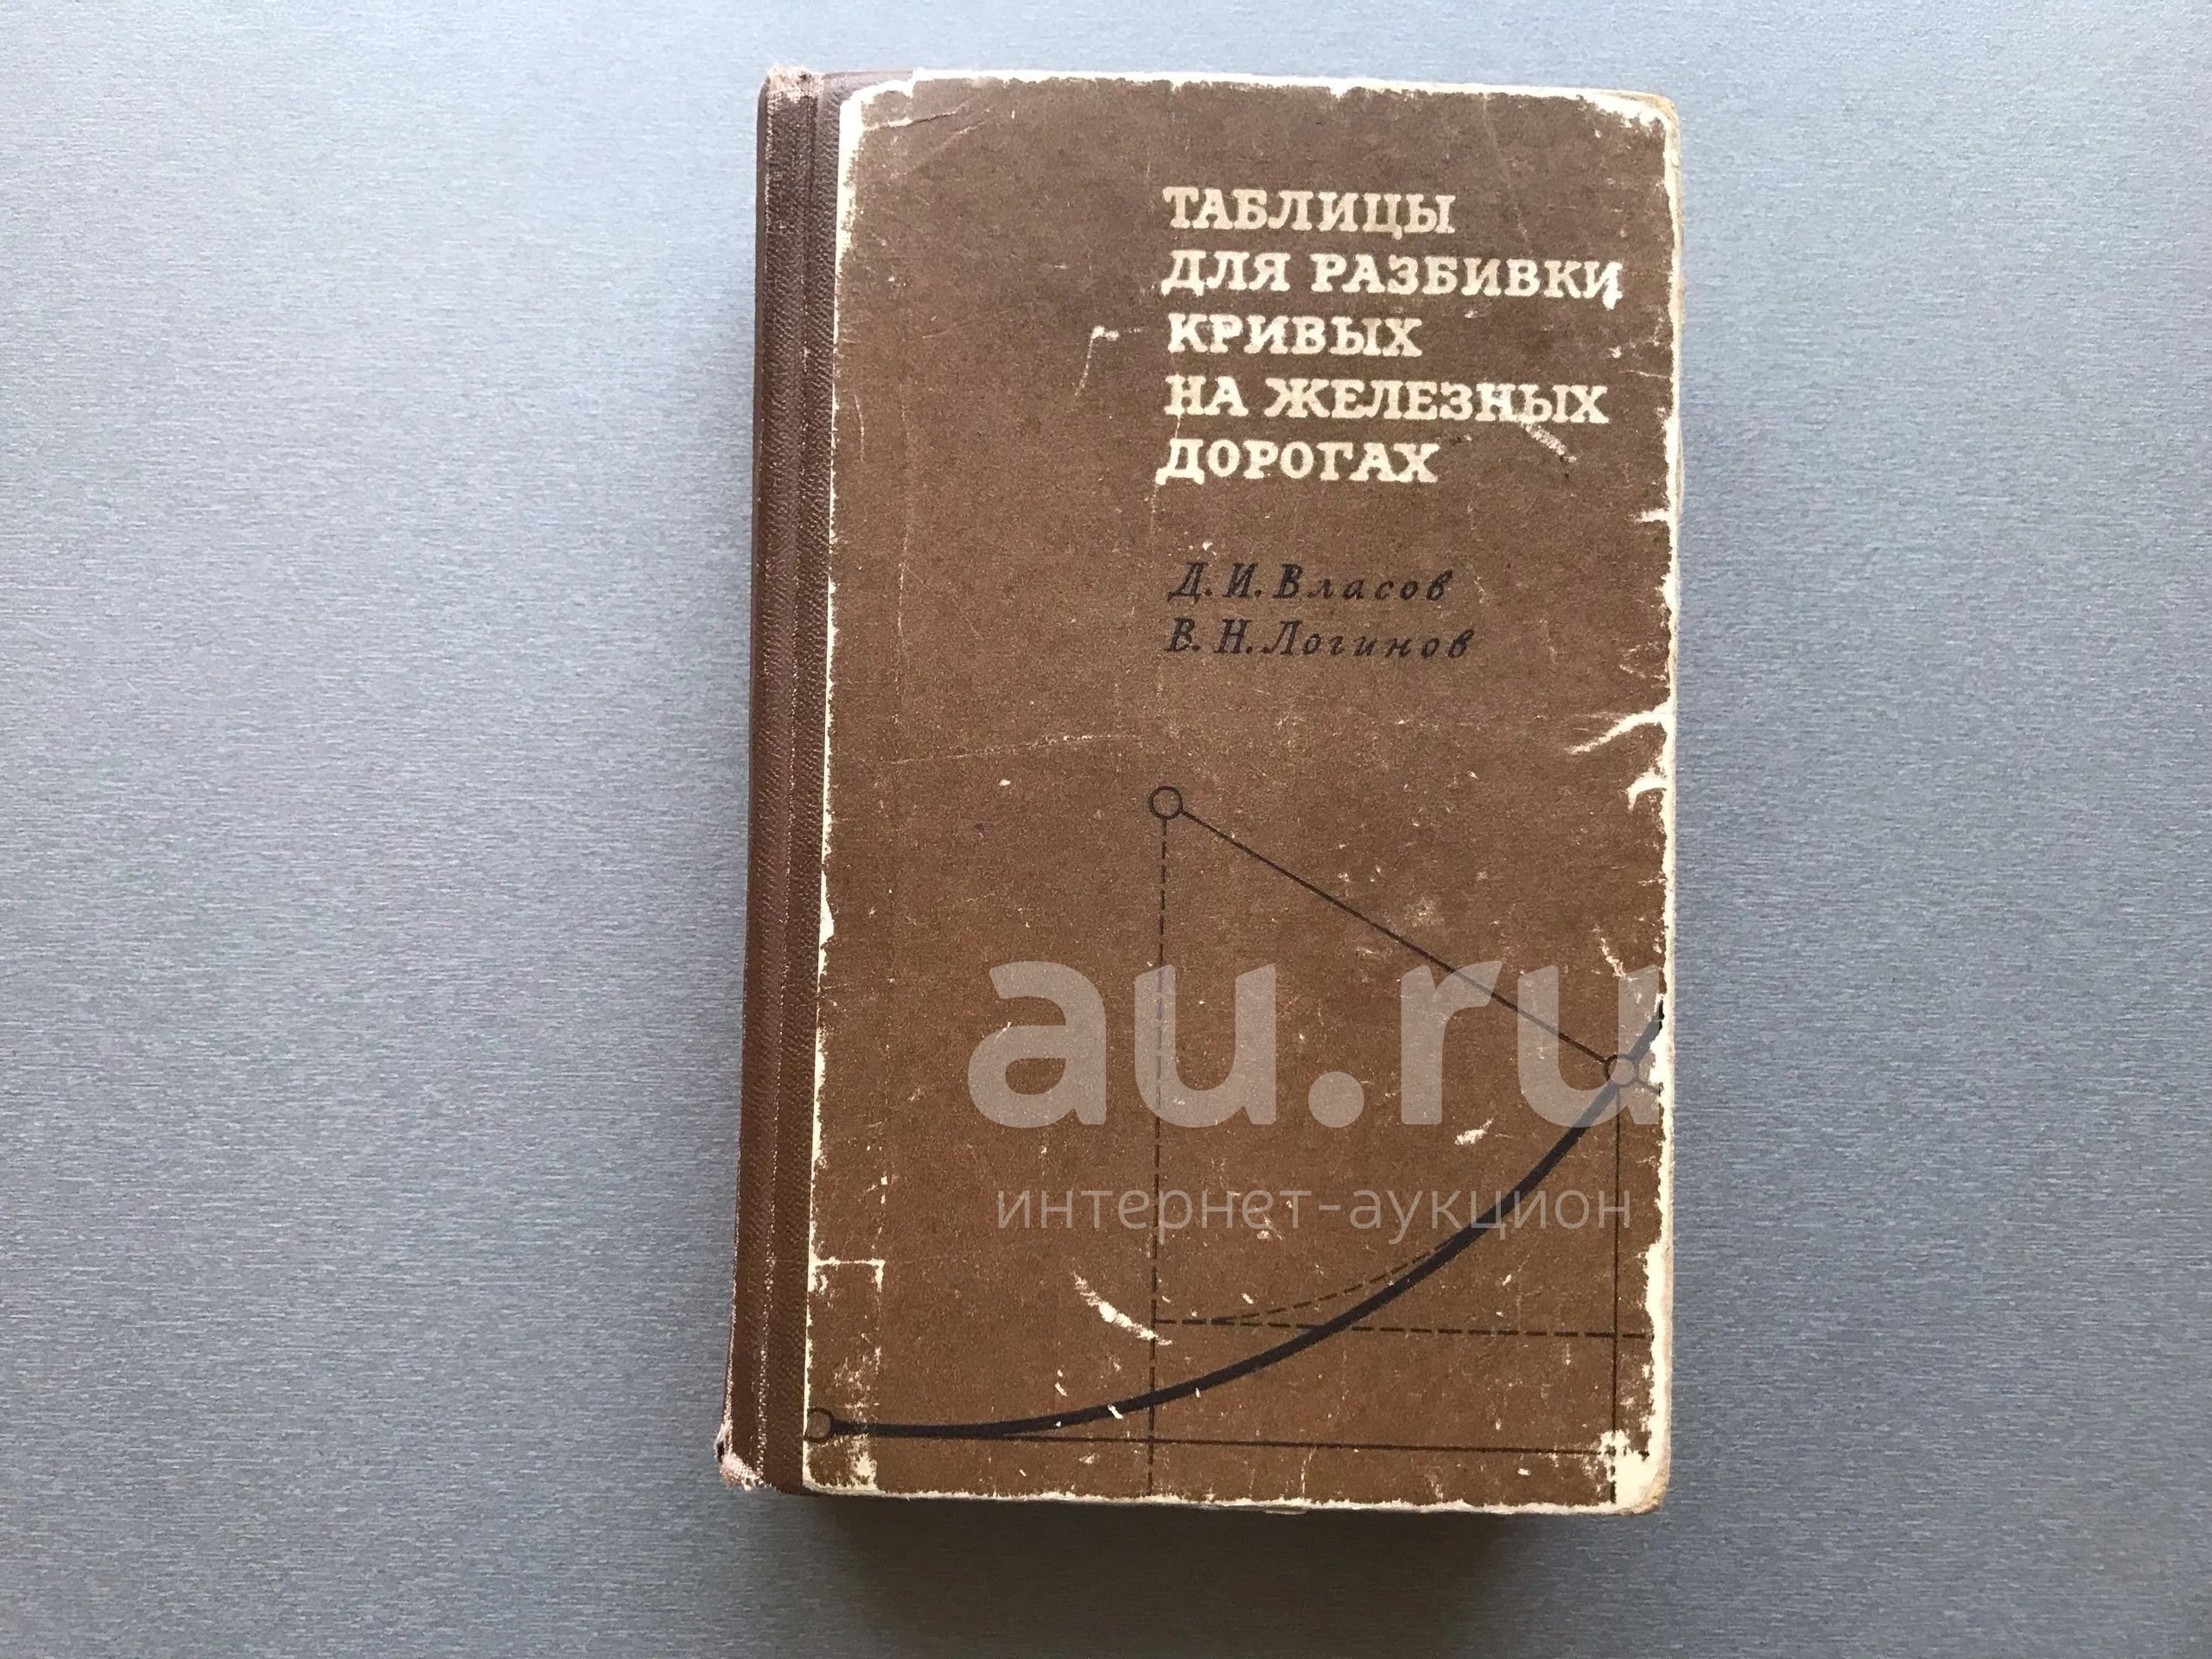 ТАБЛИЦЫ
ДЛЯ РАЗБИВКИ
КРИВЫХ
НА ЖЕЛЕЗНЫХ
ДОРОГАХ
Д. И. Власов
В. Н. Логинов
au.ru
интернет-аукцион